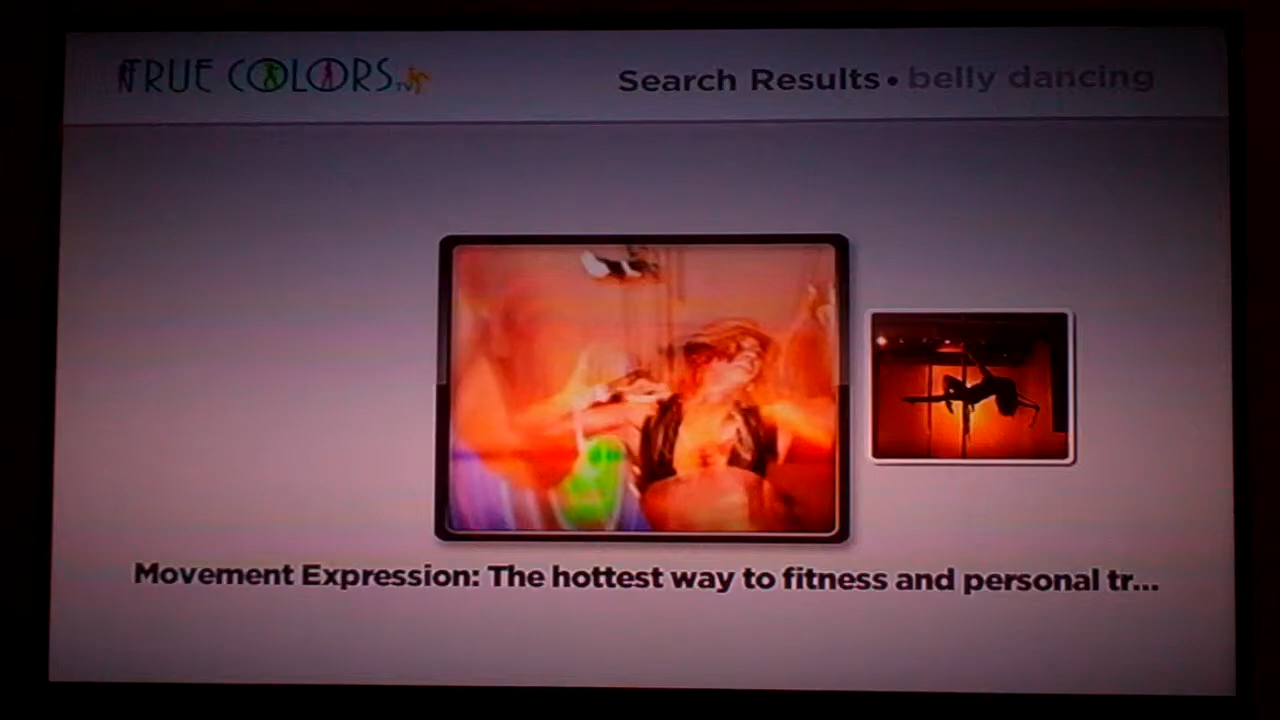 TRUE COLORS TV
Search Results • belly dancing
Movement Expression: The hottest way to fitness and personal tr...